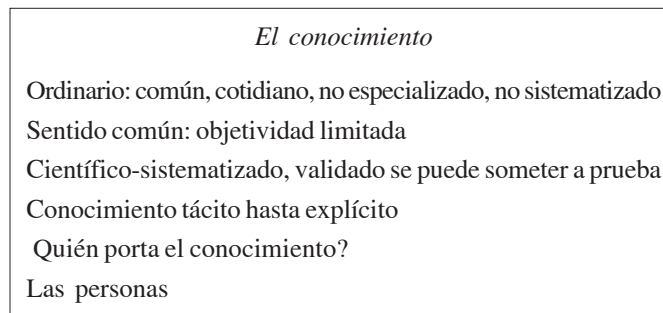 El conocimiento
Ordinario: común, cotidiano, no especializado, no sistematizado
Sentido común: objetividad limitada
Científico-sistematizado, validado se puede someter a prueba
Conocimiento tácito hasta explícito
Quién porta el conocimiento?
Las personas